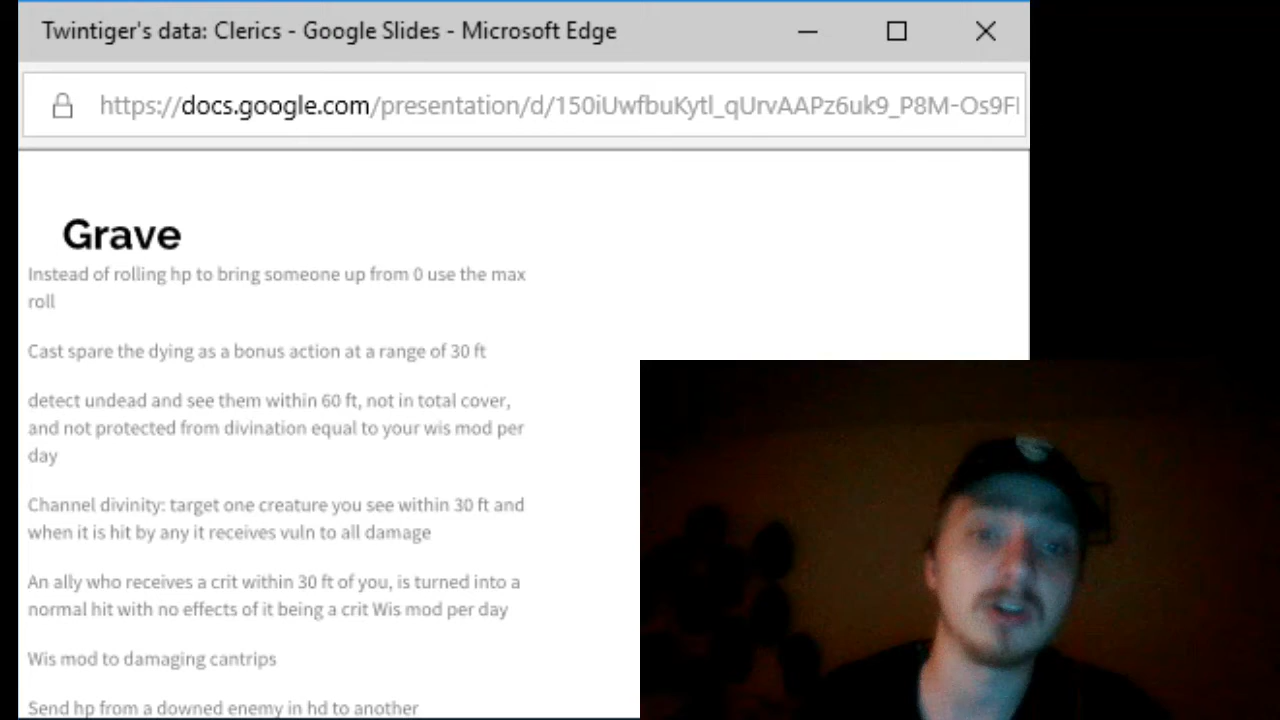 Twintiger's data: Clerics - Google Slides - Microsoft Edge
https://docs.google.com/presentation/d/150iUwfbuKytl_qUrvAAPz6uk9_P8M-Os9F
Grave
Instead of rolling hp to bring someone up from 0 use the max
roll
Cast spare the dying as a bonus action at a range of 30 ft
detect undead and see them within 60 ft, not in total cover,
and not protected from divination equal to your wis mod per
day
Channel divinity: target one creature you see within 30 ft and
when it is hit by any it receives vuln to all damage
An ally who receives a crit within 30 ft of you, is turned into a
normal hit with no effects of it being a crit Wis mod per day
Wis mod to damaging cantrips
Send hp from a downed enemy in hd to another